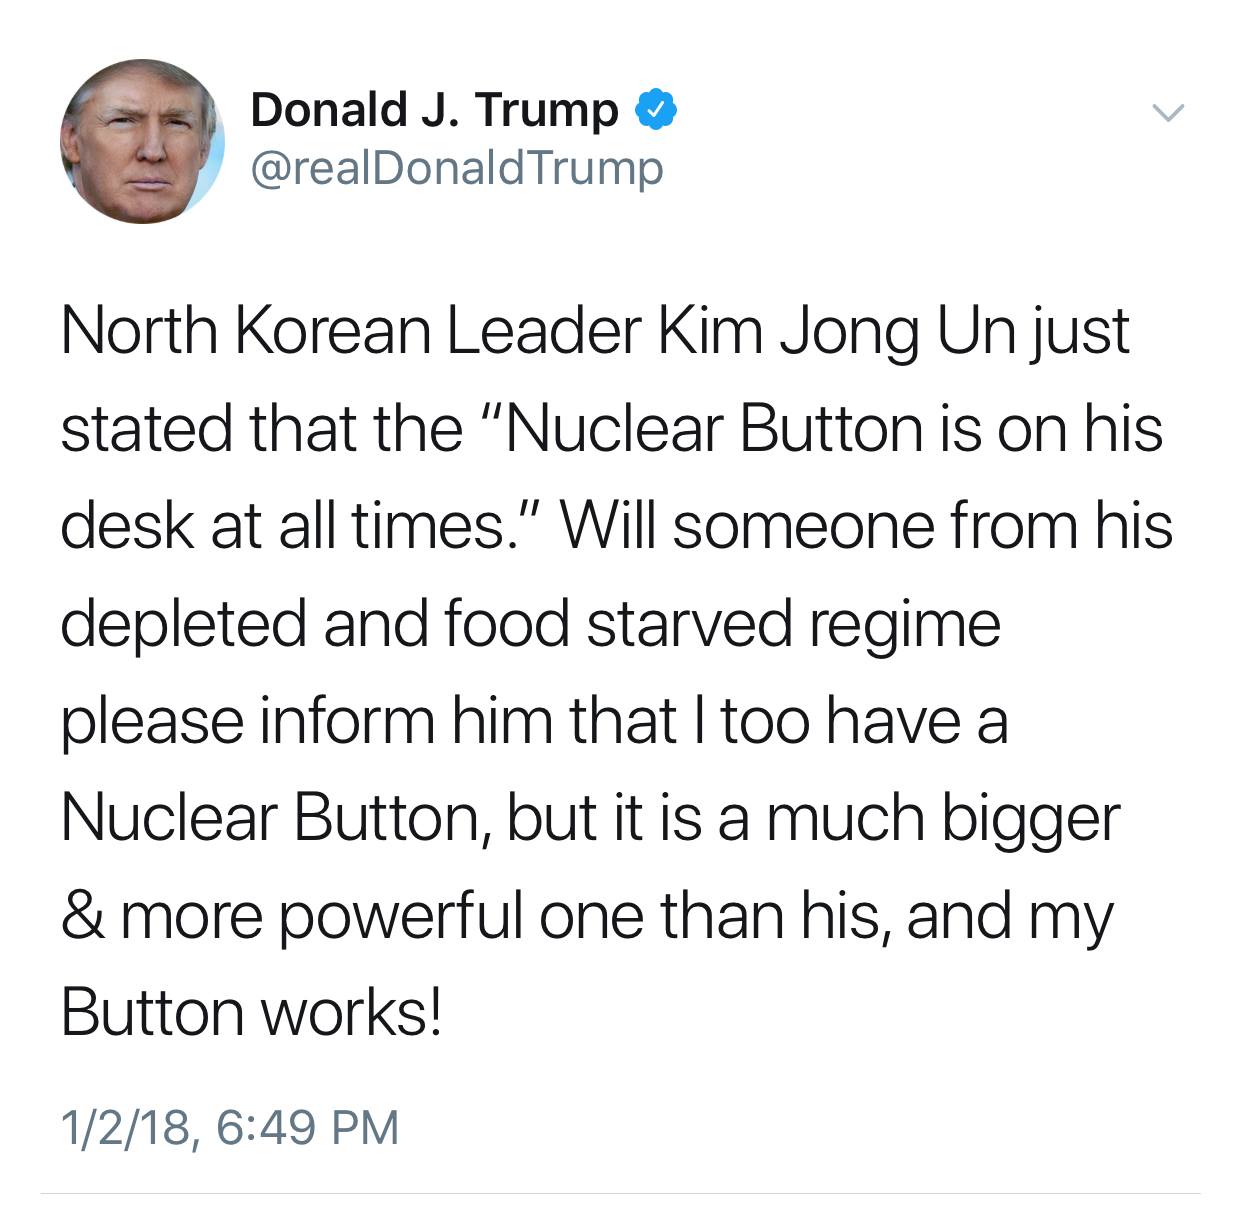 Donald J. Trump
@realDonaldTrump
North Korean Leader Kim Jong Un just
stated that the “Nuclear Button is on his
desk at all times.” Will someone from his
depleted and food starved regime
please inform him that I too have a
Nuclear Button, but it is a much bigger
& more powerful one than his, and my
Button works!
1/2/18, 6:49 PM